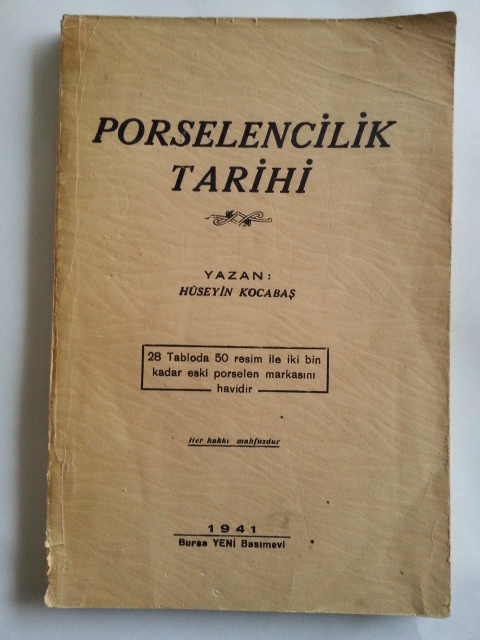 PORSELENCİLİK
TARİHİ
YAZAN:
HÜSEYİN KOCABAŞ
28 Tabloda 50 resim ile iki bin
kadar eski porselen markasını
havidir
Her hakkı mahfuzdur
1941
Bursa YENİ Basımevi